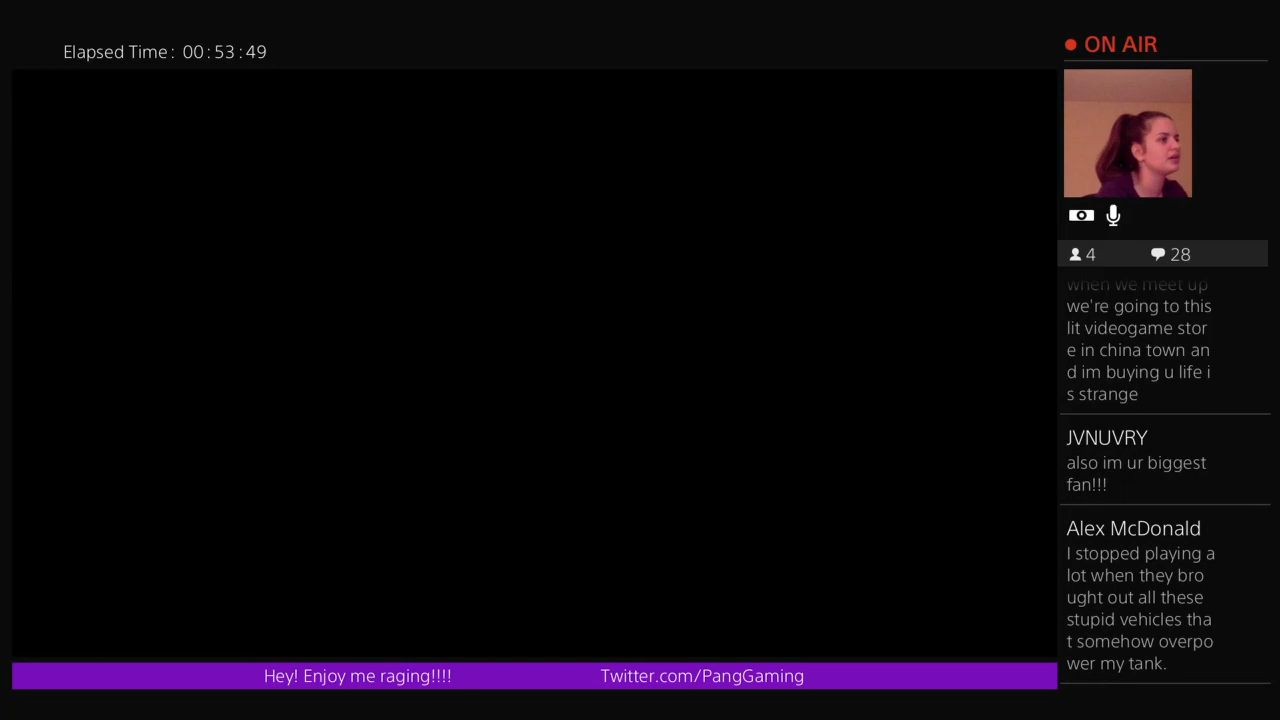 Elapsed Time: 00:53:49
ON AIR
4 28
when we meet up
we're going to this
lit videogame stor
e in china town an
d im buying u life i
s strange
JVNUVRY
also im ur biggest
fan!!!
Alex McDonald
I stopped playing a
lot when they bro
ught out all these
stupid vehicles tha
t somehow overpo
wer my tank.
Hey! Enjoy me raging!!!! Twitter.com/PangGaming